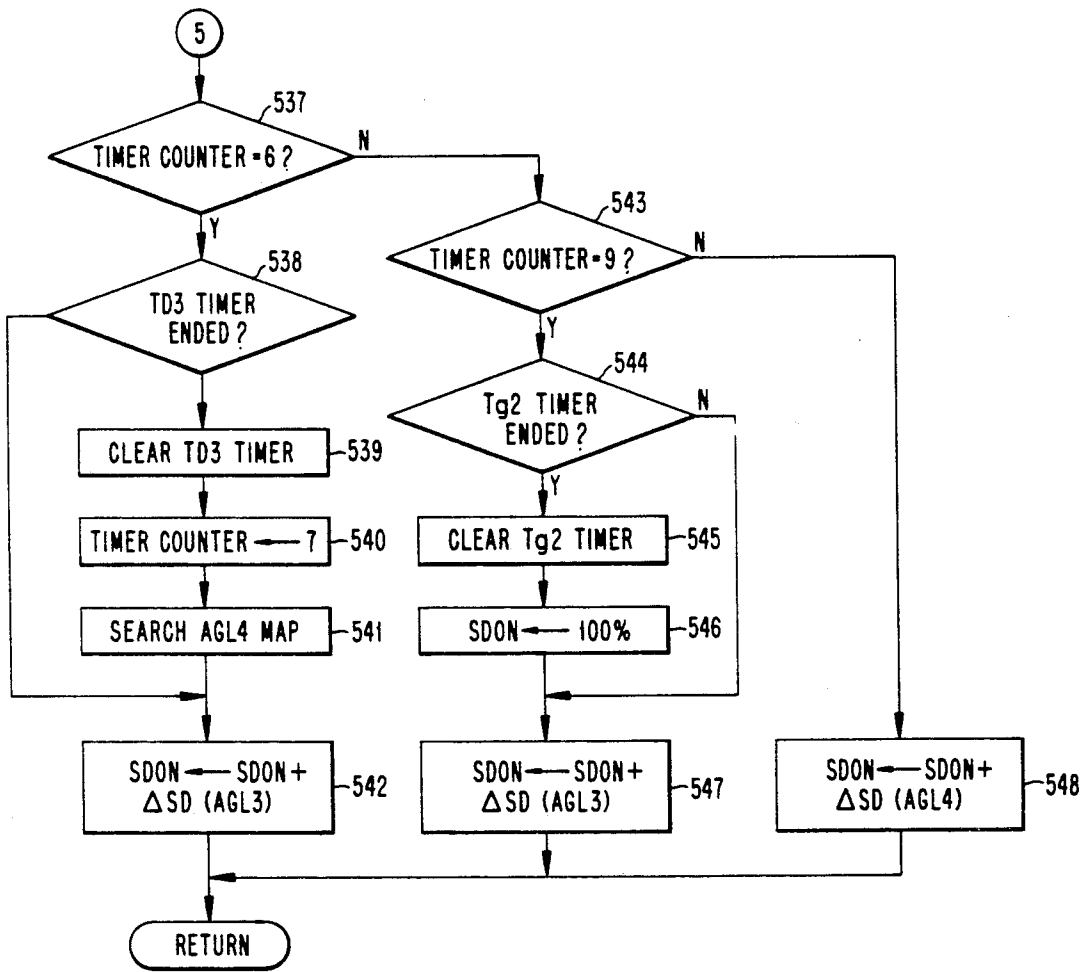 5
537
TIMER COUNTER=6?
N
Y
543
TIMER COUNTER=9?
N
Y
538
TD3 TIMER
ENDED?
544
Tg2 TIMER
ENDED?
N
Y
CLEAR TD3 TIMER
539
TIMER COUNTER ← 7
540
CLEAR Tg2 TIMER
545
SEARCH AGL4 MAP
541
SDON ← 100%
546
SDON ← SDON+
ΔSD (AGL3)
542
SDON ← SDON+
ΔSD (AGL3)
547
SDON ← SDON+
ΔSD (AGL4)
548
RETURN